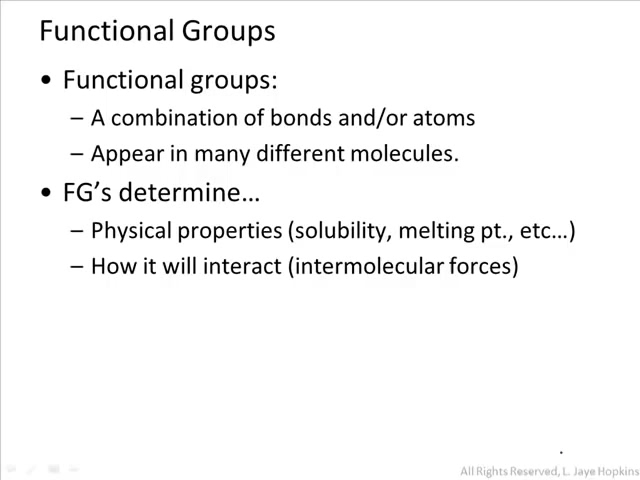 Functional Groups
• Functional groups:
– A combination of bonds and/or atoms
– Appear in many different molecules.
• FG’s determine…
– Physical properties (solubility, melting pt., etc…)
– How it will interact (intermolecular forces)
All Rights Reserved, L. Jaye Hopkins